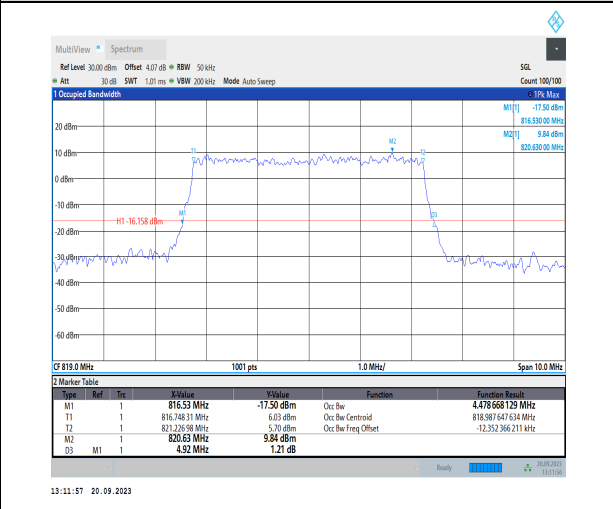 MultiView Spectrum
Ref Level 30.00 dBm Offset 4.07 dB RBW 50 kHz SGL
Att 30 dB SWT 1.01 ms VBW 200 kHz Mode Auto Sweep Count 100/100
1 Occupied Bandwidth 1Pk Max
M1[1] -17.50 dBm
816.530 00 MHz
M2[1] 9.84 dBm
820.630 00 MHz
20 dBm
M2
10 dBm
T1
T2
0 dBm
-10 dBm
M1
D3
H1 -16.158 dBm
-20 dBm
-30 dBm
-40 dBm
-50 dBm
-60 dBm
CF 819.0 MHz 1001 pts 1.0 MHz/ Span 10.0 MHz
2 Marker Table
Type Ref Trc X-Value Y-Value Function Function Result
M1 1 816.53 MHz -17.50 dBm Occ Bw 4.478 668 129 MHz
T1 1 816.748 31 MHz 6.03 dBm Occ Bw Centroid 818.987 647 634 MHz
T2 1 821.226 98 MHz 5.70 dBm Occ Bw Freq Offset -12.352 366 211 kHz
M2 1 820.63 MHz 9.84 dBm
D3 M1 1 4.92 MHz 1.21 dB
Ready 20.09.2023
13:11:56
13:11:57 20.09.2023